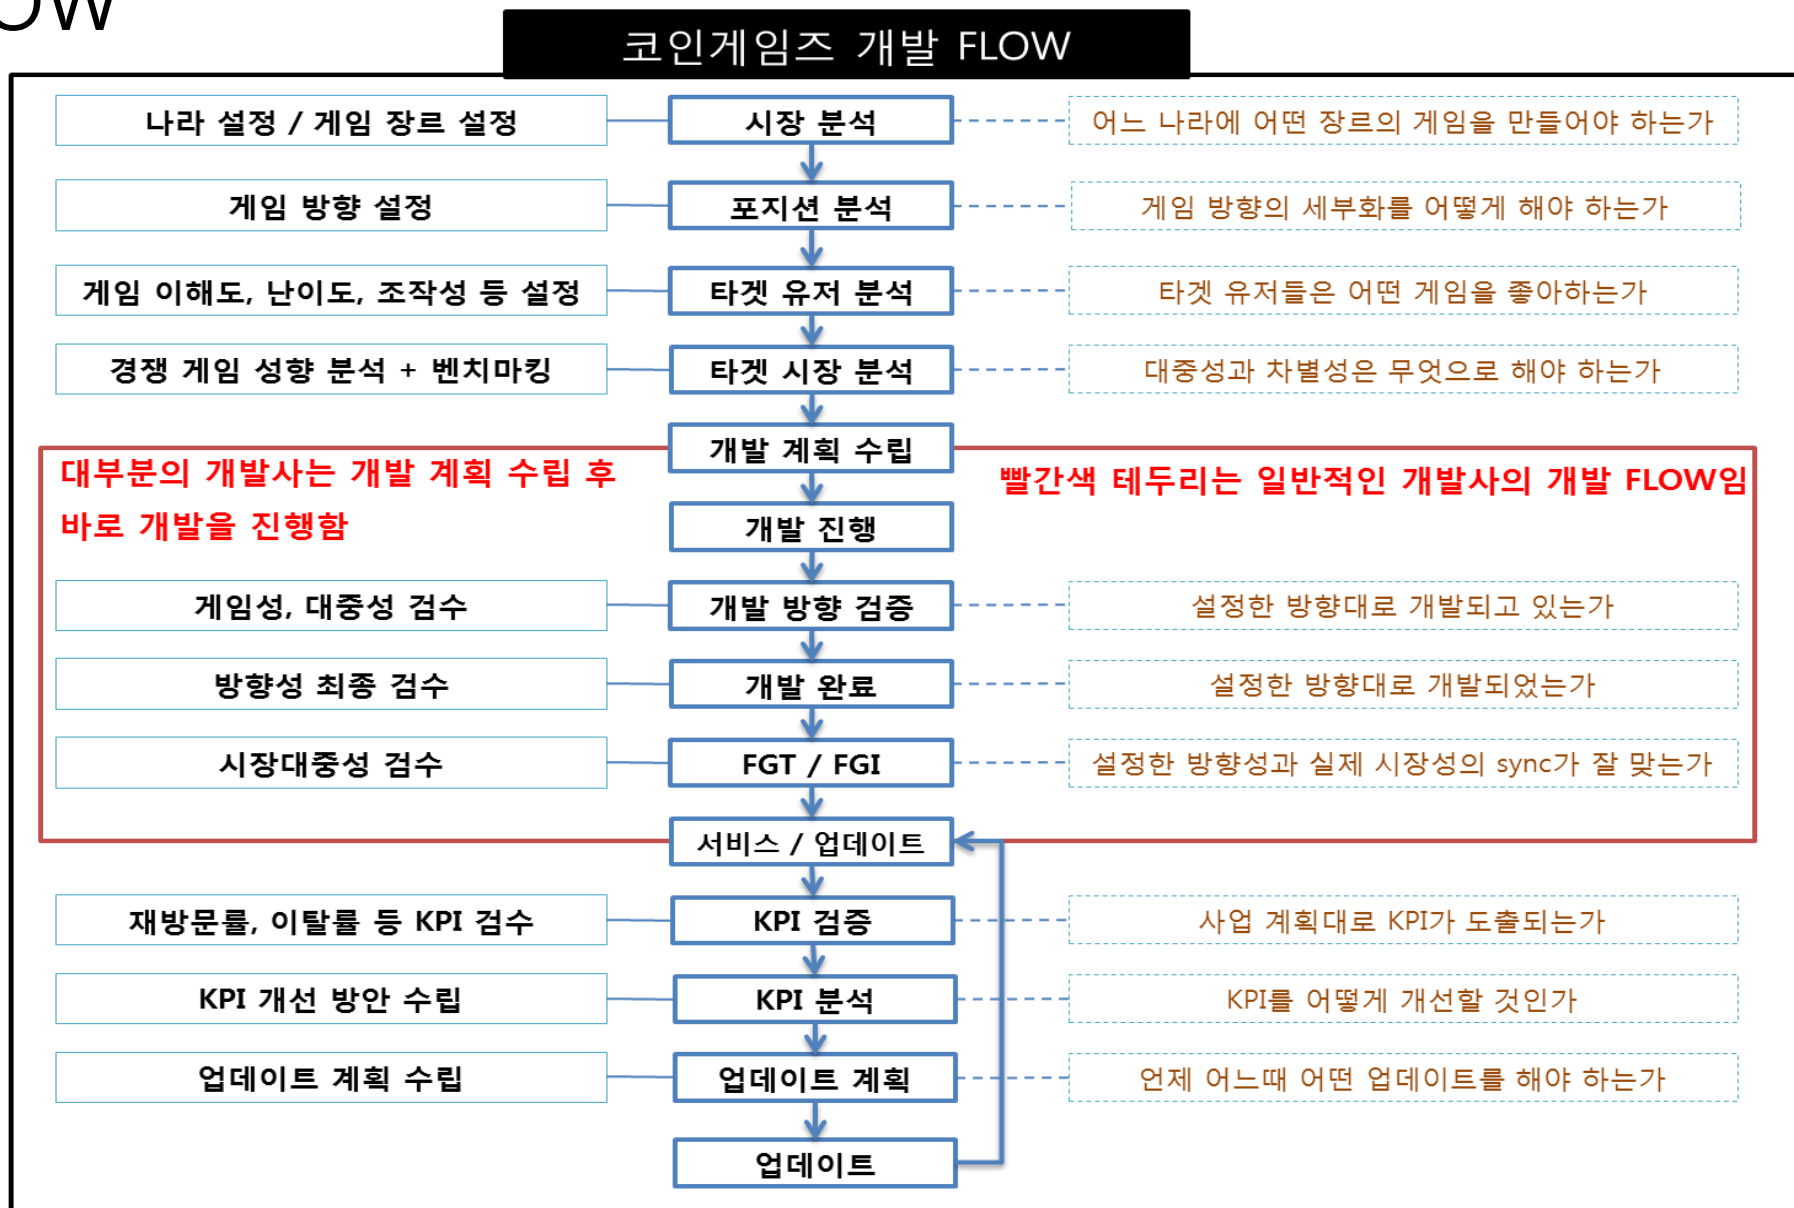 OW
코인게임즈 개발 FLOW
나라 설정 / 게임 장르 설정
시장 분석
어느 나라에 어떤 장르의 게임을 만들어야 하는가
게임 방향 설정
포지션 분석
게임 방향의 세부화를 어떻게 해야 하는가
게임 이해도, 난이도, 조작성 등 설정
타겟 유저 분석
타겟 유저들은 어떤 게임을 좋아하는가
경쟁 게임 성향 분석 + 벤치마킹
타겟 시장 분석
대중성과 차별성은 무엇으로 해야 하는가
개발 계획 수립
대부분의 개발사는 개발 계획 수립 후
바로 개발을 진행함
빨간색 테두리는 일반적인 개발사의 개발 FLOW임
개발 진행
게임성, 대중성 검수
개발 방향 검증
설정한 방향대로 개발되고 있는가
방향성 최종 검수
개발 완료
설정한 방향대로 개발되었는가
시장대중성 검수
FGT / FGI
설정한 방향성과 실제 시장성의 sync가 잘 맞는가
서비스 / 업데이트
재방문률, 이탈률 등 KPI 검수
KPI 검증
사업 계획대로 KPI가 도출되는가
KPI 개선 방안 수립
KPI 분석
KPI를 어떻게 개선할 것인가
업데이트 계획 수립
업데이트 계획
언제 어느때 어떤 업데이트를 해야 하는가
업데이트